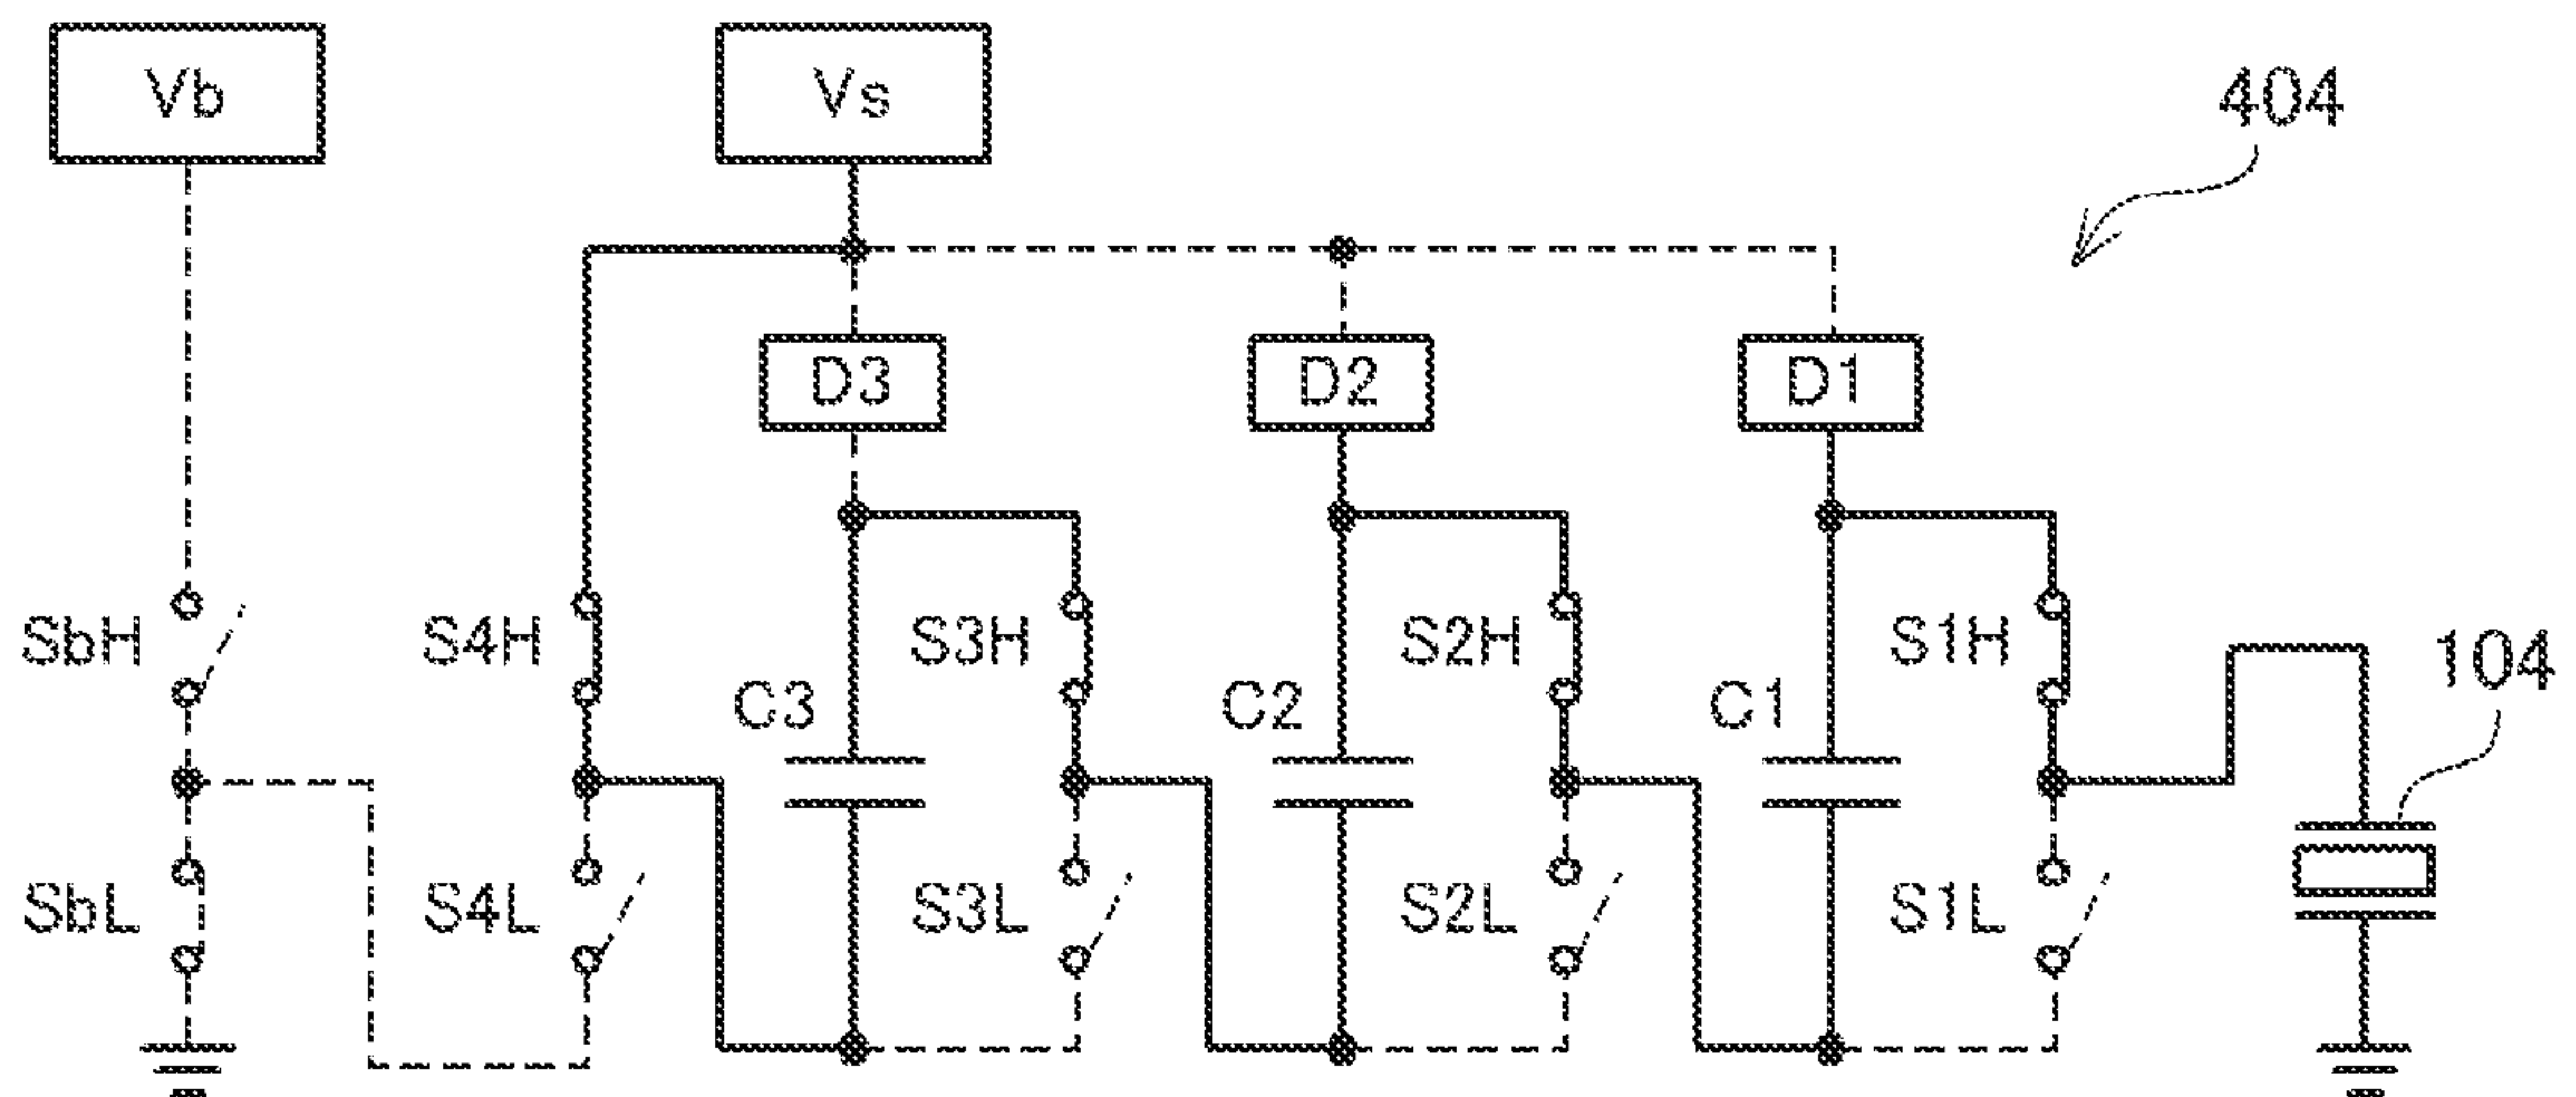 Vb Vs
404
D3 D2 D1
SbH S4H S3H S2H S1H
104
C3 C2 C1
SbL S4L S3L S2L S1L